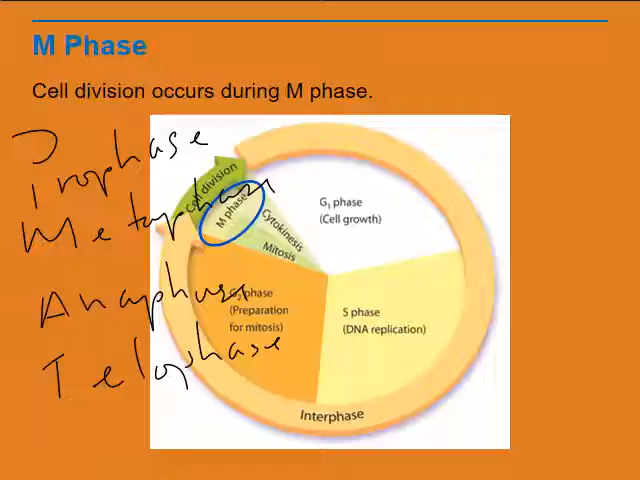 M Phase
Cell division occurs during M phase.
Prophase
Metaphase
Anaphase
Telophase
Cell division
M phase
Cytokinesis
Mitosis
G₁ phase
(Cell growth)
G₂ phase
(Preparation
for mitosis)
S phase
(DNA replication)
Interphase